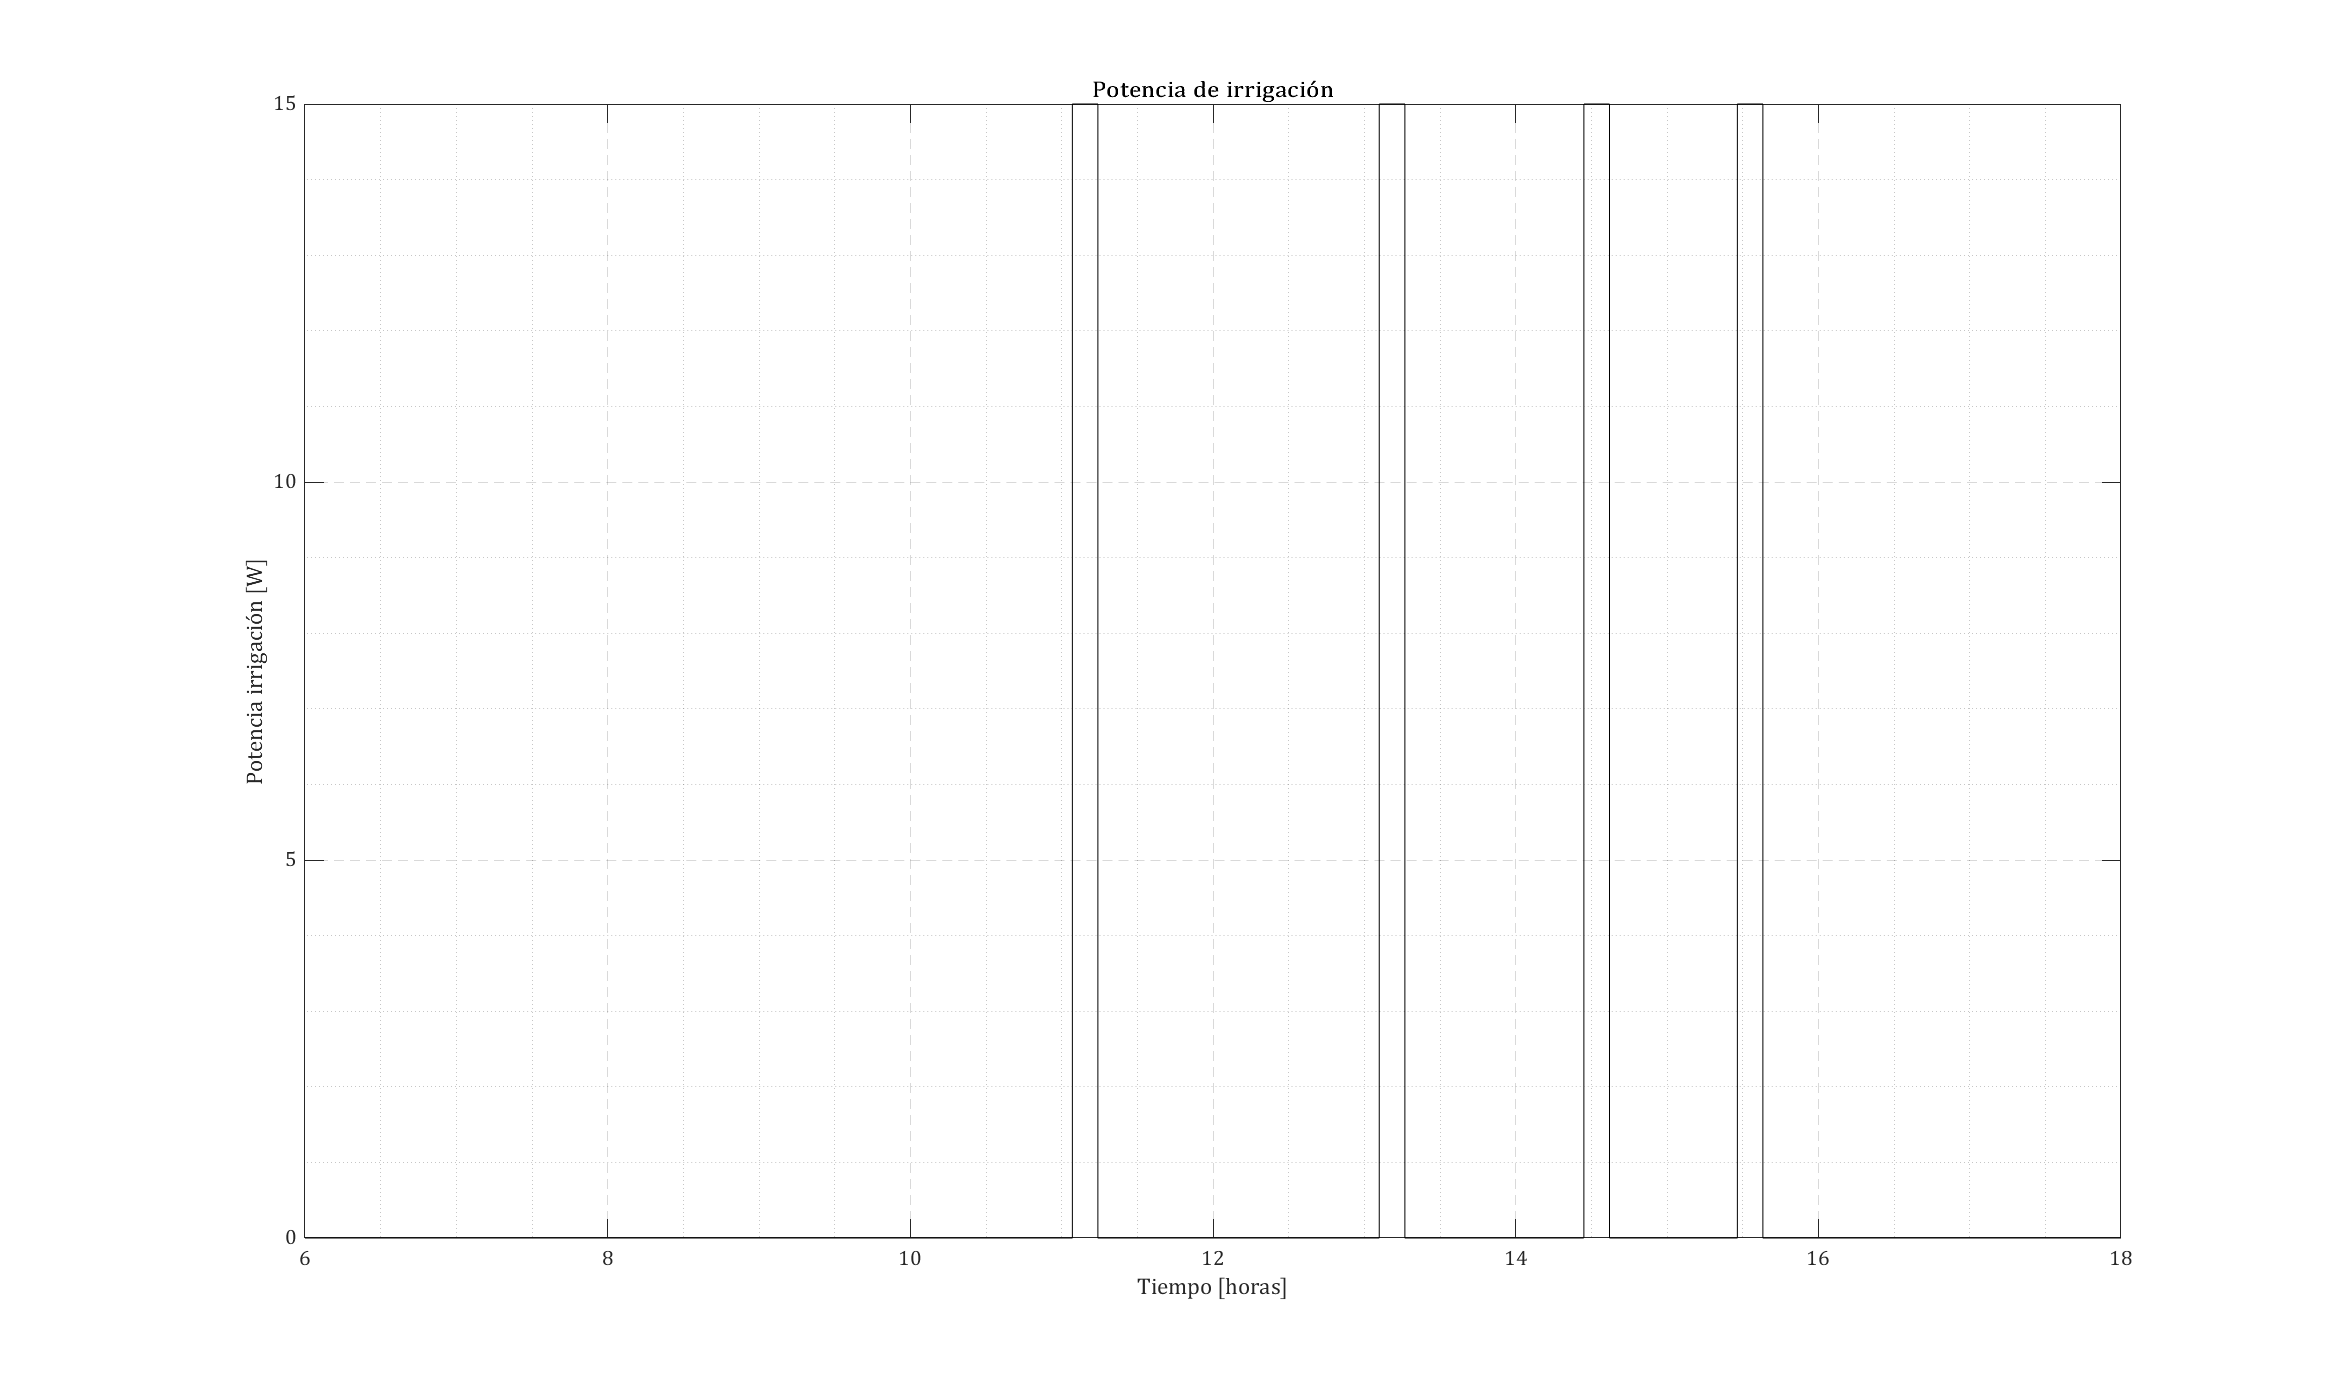 Potencia de irrigación
15
10
5
0
Potencia irrigación [W]
6 8 10 12 14 16 18
Tiempo [horas]